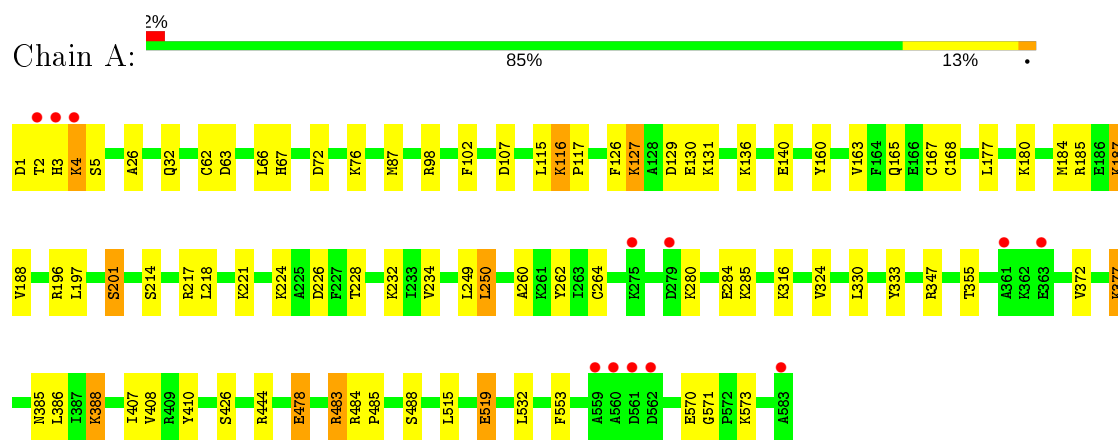 2%
Chain A:
85% 13% •
D1 T2 H3 K4 S5 A26 Q32 C62 D63 L66 H67 D72 K76 M87 R98 F102 D107 L115 K116 P117 F126 K127 A128 D129 E130 K131 K136 E140 Y160 V163 F164 Q165 E166 C167 C168 L177 K180 M184 R185 E186 K187
V188 R196 L197 S201 S214 R217 L218 K221 K224 A225 D226 F227 T228 K232 I233 V234 L249 L250 A260 K261 Y262 I263 C264 K275 D279 K280 E284 K285 K316 V324 L330 Y333 R347 T355 A361 K362 E363 V372 K377
N385 L386 I387 K388 I407 V408 R409 Y410 S426 R444 E478 R483 R484 P485 S488 L515 E519 L532 F553 A559 A560 D561 D562 E570 G571 P572 K573 A583